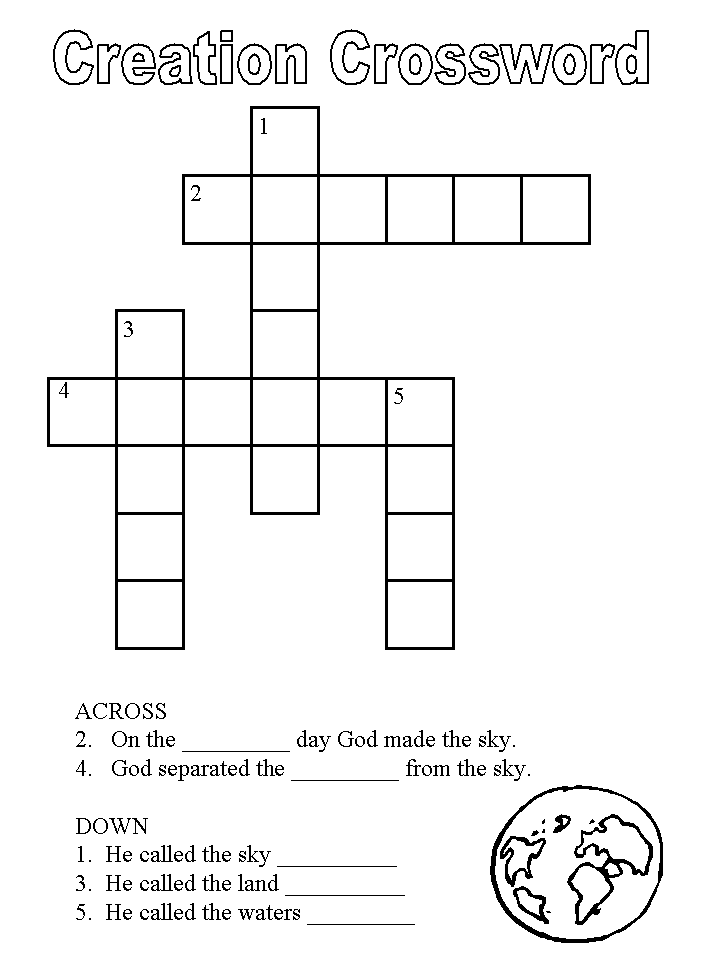 Creation Crossword
1
2
3
4 5
ACROSS
2. On the _________ day God made the sky.
4. God separated the _________ from the sky.
DOWN
1. He called the sky __________
3. He called the land __________
5. He called the waters _________